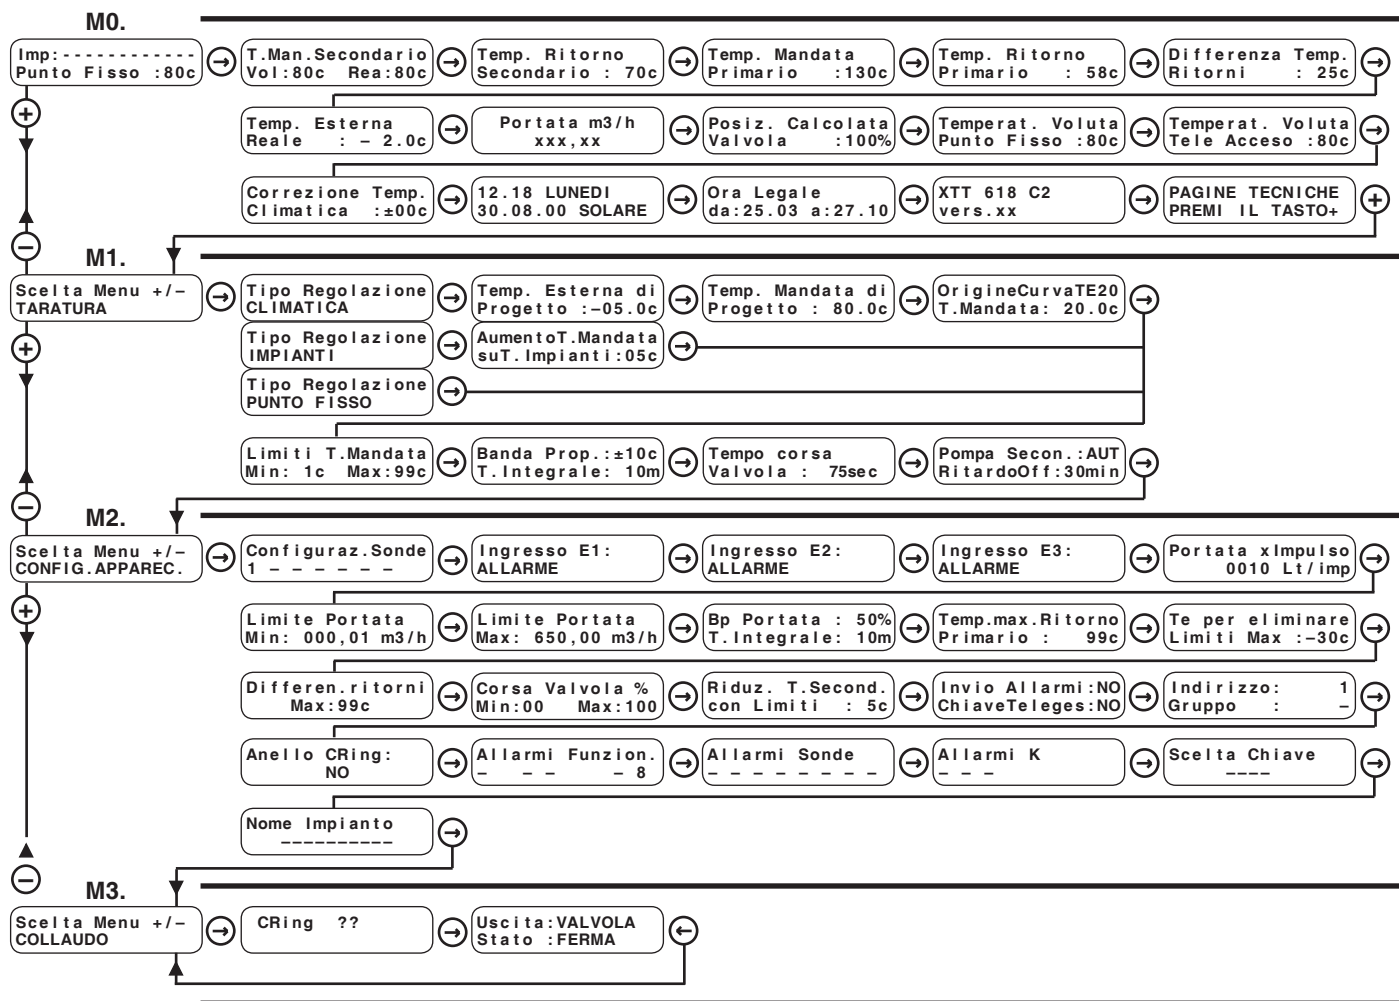 M0.
Imp:------------
Punto Fisso :80c
T.Man.Secondario
Vol:80c Rea:80c
Temp. Ritorno
Secondario : 70c
Temp. Mandata
Primario :130c
Temp. Ritorno
Primario : 58c
Differenza Temp.
Ritorni : 25c
Temp. Esterna
Reale : – 2.0c
Portata m3/h
xxx,xx
Posiz. Calcolata
Valvola :100%
Temperat. Voluta
Punto Fisso :80c
Temperat. Voluta
Tele Acceso :80c
Correzione Temp.
Climatica :±00c
12.18 LUNEDI
30.08.00 SOLARE
Ora Legale
da:25.03 a:27.10
XTT 618 C2
vers.xx
PAGINE TECNICHE
PREMI IL TASTO+
M1.
Scelta Menu +/–
TARATURA
Tipo Regolazione
CLIMATICA
Temp. Esterna di
Progetto :–05.0c
Temp. Mandata di
Progetto : 80.0c
OrigineCurvaTE20
T.Mandata: 20.0c
Tipo Regolazione
IMPIANTI
AumentoT.Mandata
suT.Impianti:05c
Tipo Regolazione
PUNTO FISSO
Limiti T.Mandata
Min: 1c Max:99c
Banda Prop.:±10c
T.Integrale: 10m
Tempo corsa
Valvola : 75sec
Pompa Secon.:AUT
RitardoOff:30min
M2.
Scelta Menu +/–
CONFIG.APPAREC.
Configuraz.Sonde
1 – – – – – –
Ingresso E1:
ALLARME
Ingresso E2:
ALLARME
Ingresso E3:
ALLARME
Portata xImpulso
0010 Lt/imp
Limite Portata
Min: 000,01 m3/h
Limite Portata
Max: 650,00 m3/h
Bp Portata : 50%
T.Integrale: 10m
Temp.max.Ritorno
Primario : 99c
Te per eliminare
Limiti Max :–30c
Differen.ritorni
Max:99c
Corsa Valvola %
Min:00 Max:100
Riduz. T.Second.
con Limiti : 5c
Invio Allarmi:NO
ChiaveTeleges:NO
Indirizzo: 1
Gruppo : –
Anello CRing:
NO
Allarmi Funzion.
– – – – 8
Allarmi Sonde
– – – – – – – –
Allarmi K
– – –
Scelta Chiave
––––
Nome Impianto
––––––––––
M3.
Scelta Menu +/–
COLLAUDO
CRing ??
Uscita:VALVOLA
Stato :FERMA